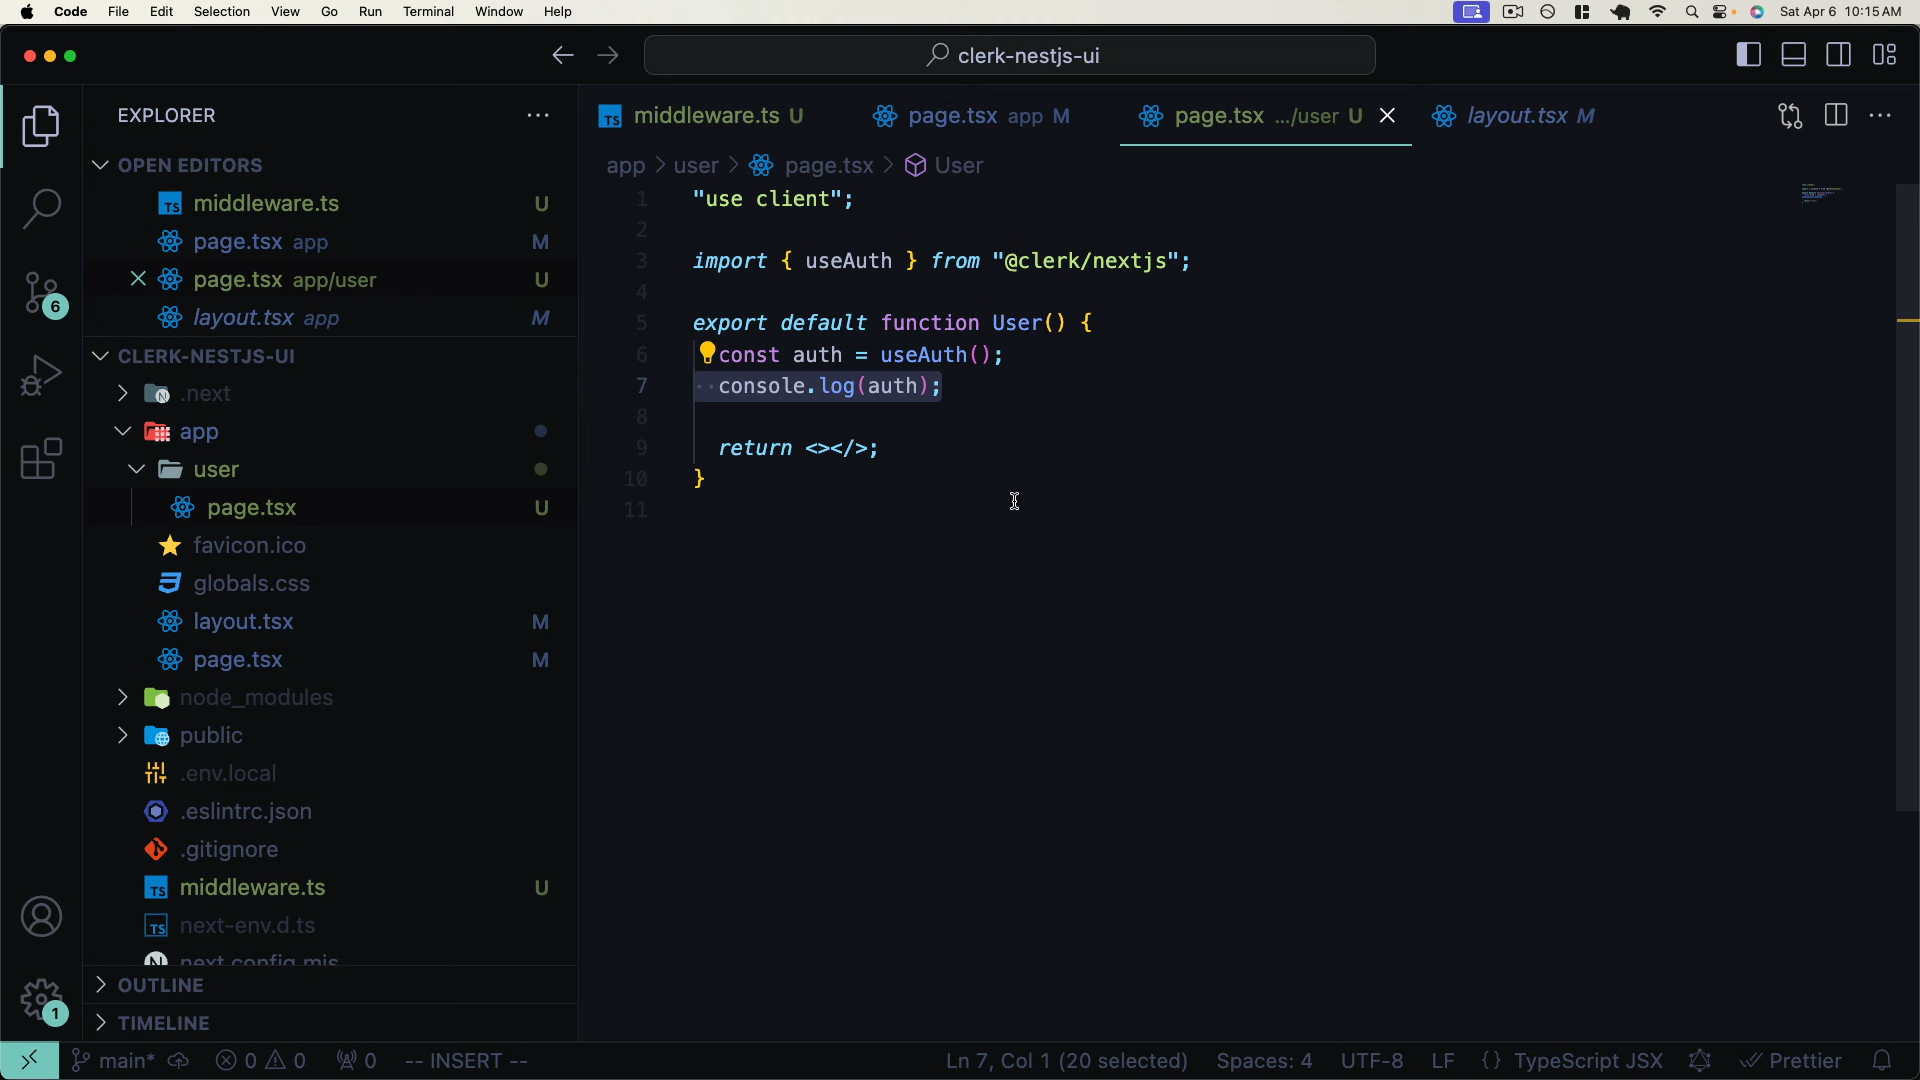 Code File Edit Selection View Go Run Terminal Window Help Sat Apr 6 10:15 AM
clerk-nestjs-ui
EXPLORER
OPEN EDITORS
middleware.ts U
page.tsx app M
page.tsx app/user U
layout.tsx app M
CLERK-NESTJS-UI
.next
app
user
page.tsx U
favicon.ico
globals.css
layout.tsx M
page.tsx M
node_modules
public
.env.local
.eslintrc.json
.gitignore
middleware.ts U
next-env.d.ts
next.config.mjs
OUTLINE
TIMELINE
6
1
middleware.ts U page.tsx app M page.tsx .../user U layout.tsx M
app > user > page.tsx > User
1 "use client";
2
3 import { useAuth } from "@clerk/nextjs";
4
5 export default function User() {
6 const auth = useAuth();
7 console.log(auth);
8
9 return <></>;
10 }
11
main* 0 0 0 -- INSERT -- Ln 7, Col 1 (20 selected) Spaces: 4 UTF-8 LF {} TypeScript JSX Prettier